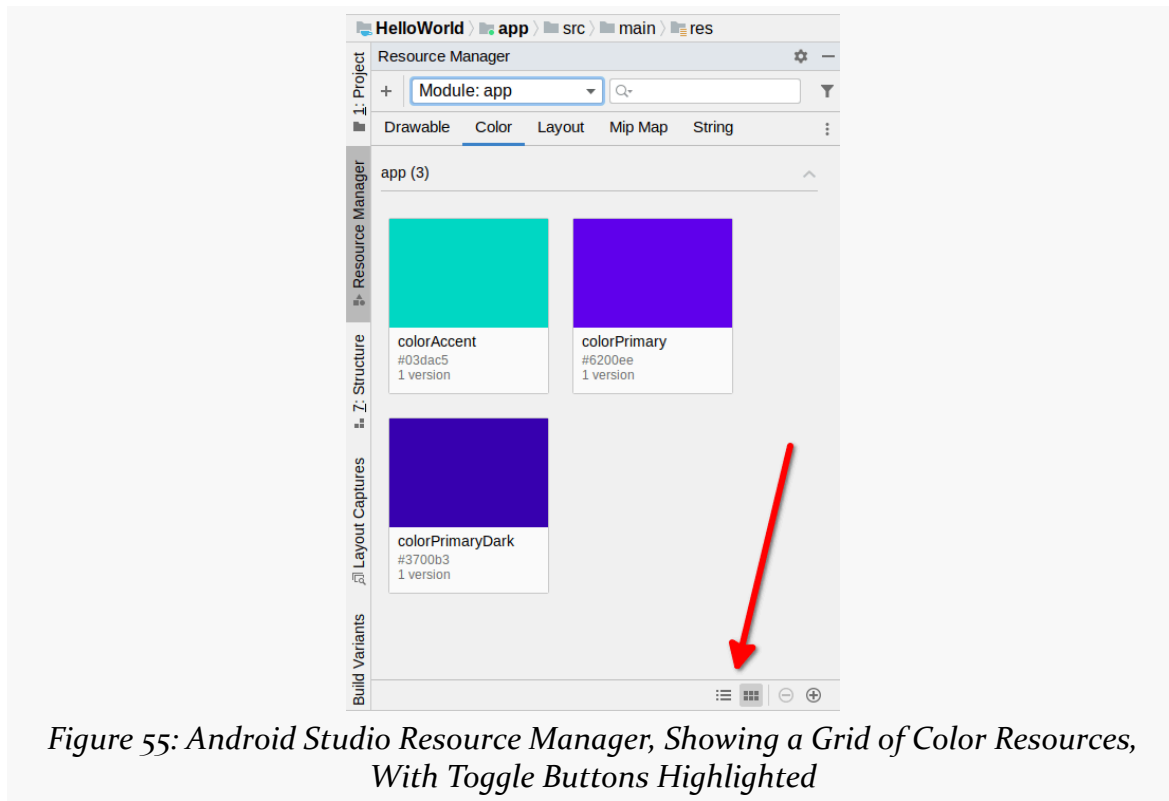 HelloWorld app src main res
Resource Manager
Module: app
Drawable Color Layout Mip Map String
app (3)
colorAccent
#03dac5
1 version
colorPrimary
#6200ee
1 version
colorPrimaryDark
#3700b3
1 version
1: Project
Resource Manager
7: Structure
Layout Captures
Build Variants
Figure 55: Android Studio Resource Manager, Showing a Grid of Color Resources,
With Toggle Buttons Highlighted